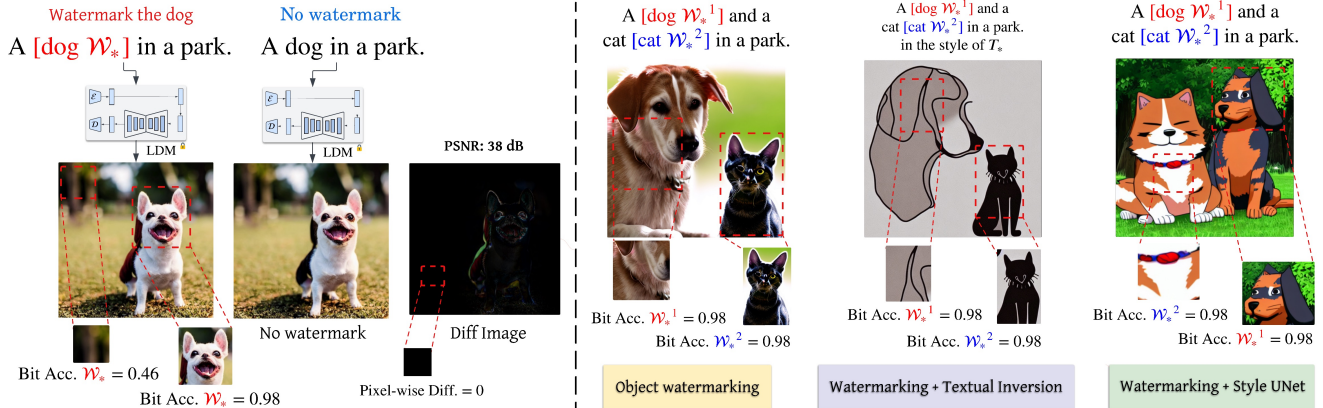 Watermark the dog
A [dog 𝒲*] in a park.
ℰ
𝒟
LDM
Bit Acc. 𝒲* = 0.46
Bit Acc. 𝒲* = 0.98
No watermark
A dog in a park.
ℰ
𝒟
LDM
No watermark
PSNR: 38 dB
Diff Image
Pixel-wise Diff. = 0
A [dog 𝒲*¹] and a
cat [cat 𝒲*²] in a park.
Bit Acc. 𝒲*¹ = 0.98
Bit Acc. 𝒲*² = 0.98
Object watermarking
A [dog 𝒲*¹] and a
cat [cat 𝒲*²] in a park.
in the style of T*
Bit Acc. 𝒲*¹ = 0.98
Bit Acc. 𝒲*² = 0.98
Watermarking + Textual Inversion
A [dog 𝒲*¹] and a
cat [cat 𝒲*²] in a park.
Bit Acc. 𝒲*² = 0.98
Bit Acc. 𝒲*¹ = 0.98
Watermarking + Style UNet